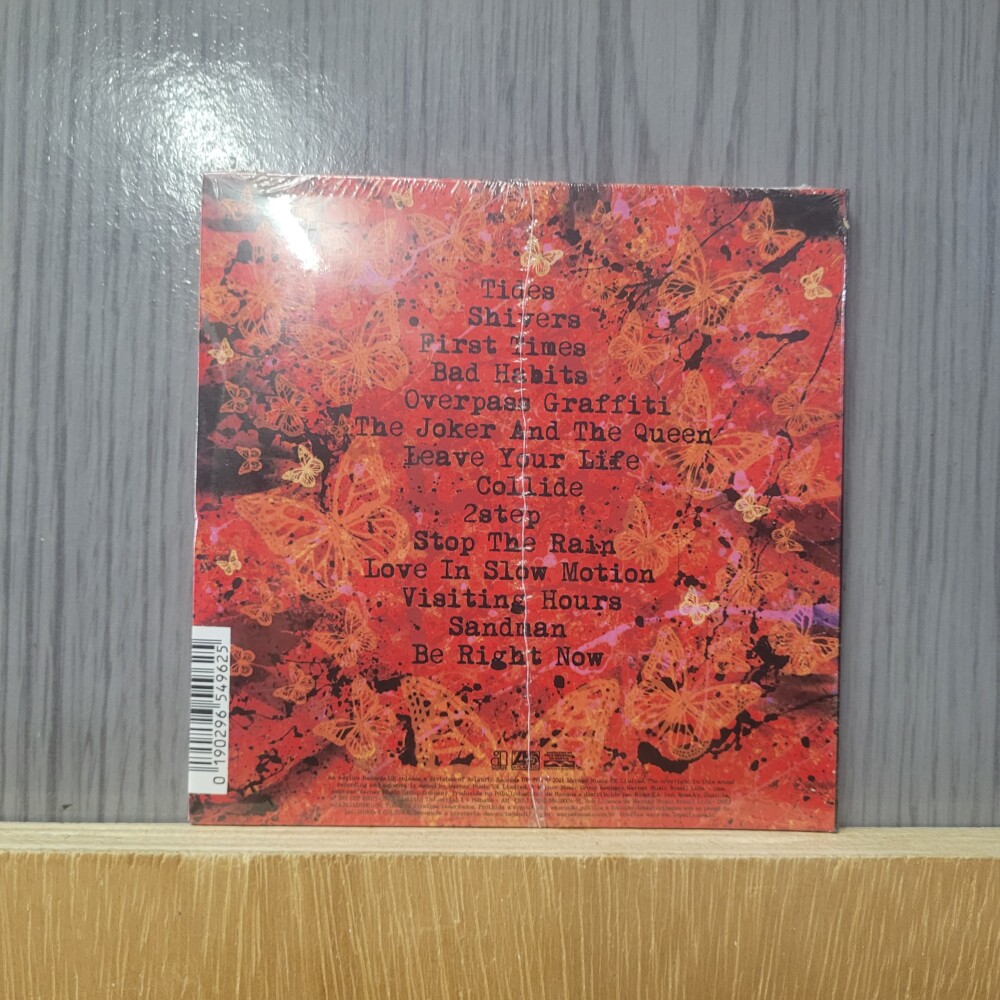 Tides
Shivers
First Times
Bad Habits
Overpass Graffiti
The Joker And The Queen
Leave Your Life
Collide
2step
Stop The Rain
Love In Slow Motion
Visiting Hours
Sandman
Be Right Now
0 190296 549625